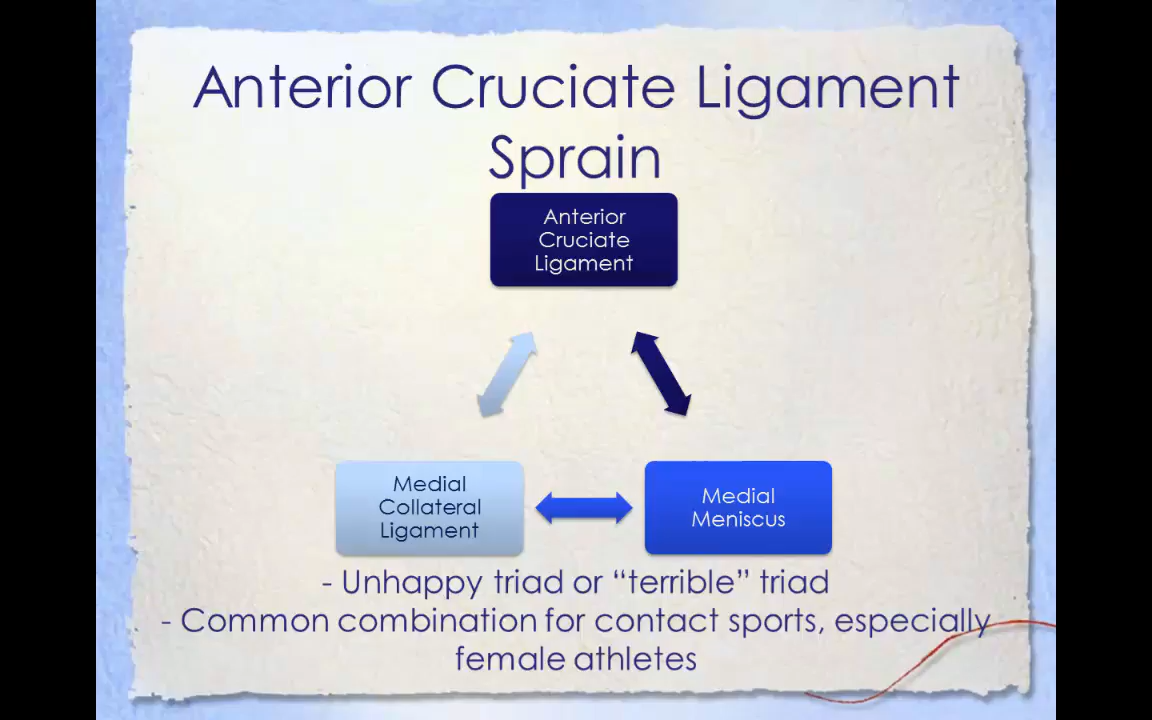 Anterior Cruciate Ligament
Sprain
Anterior
Cruciate
Ligament
Medial
Collateral
Ligament
Medial
Meniscus
- Unhappy triad or “terrible” triad
- Common combination for contact sports, especially
female athletes